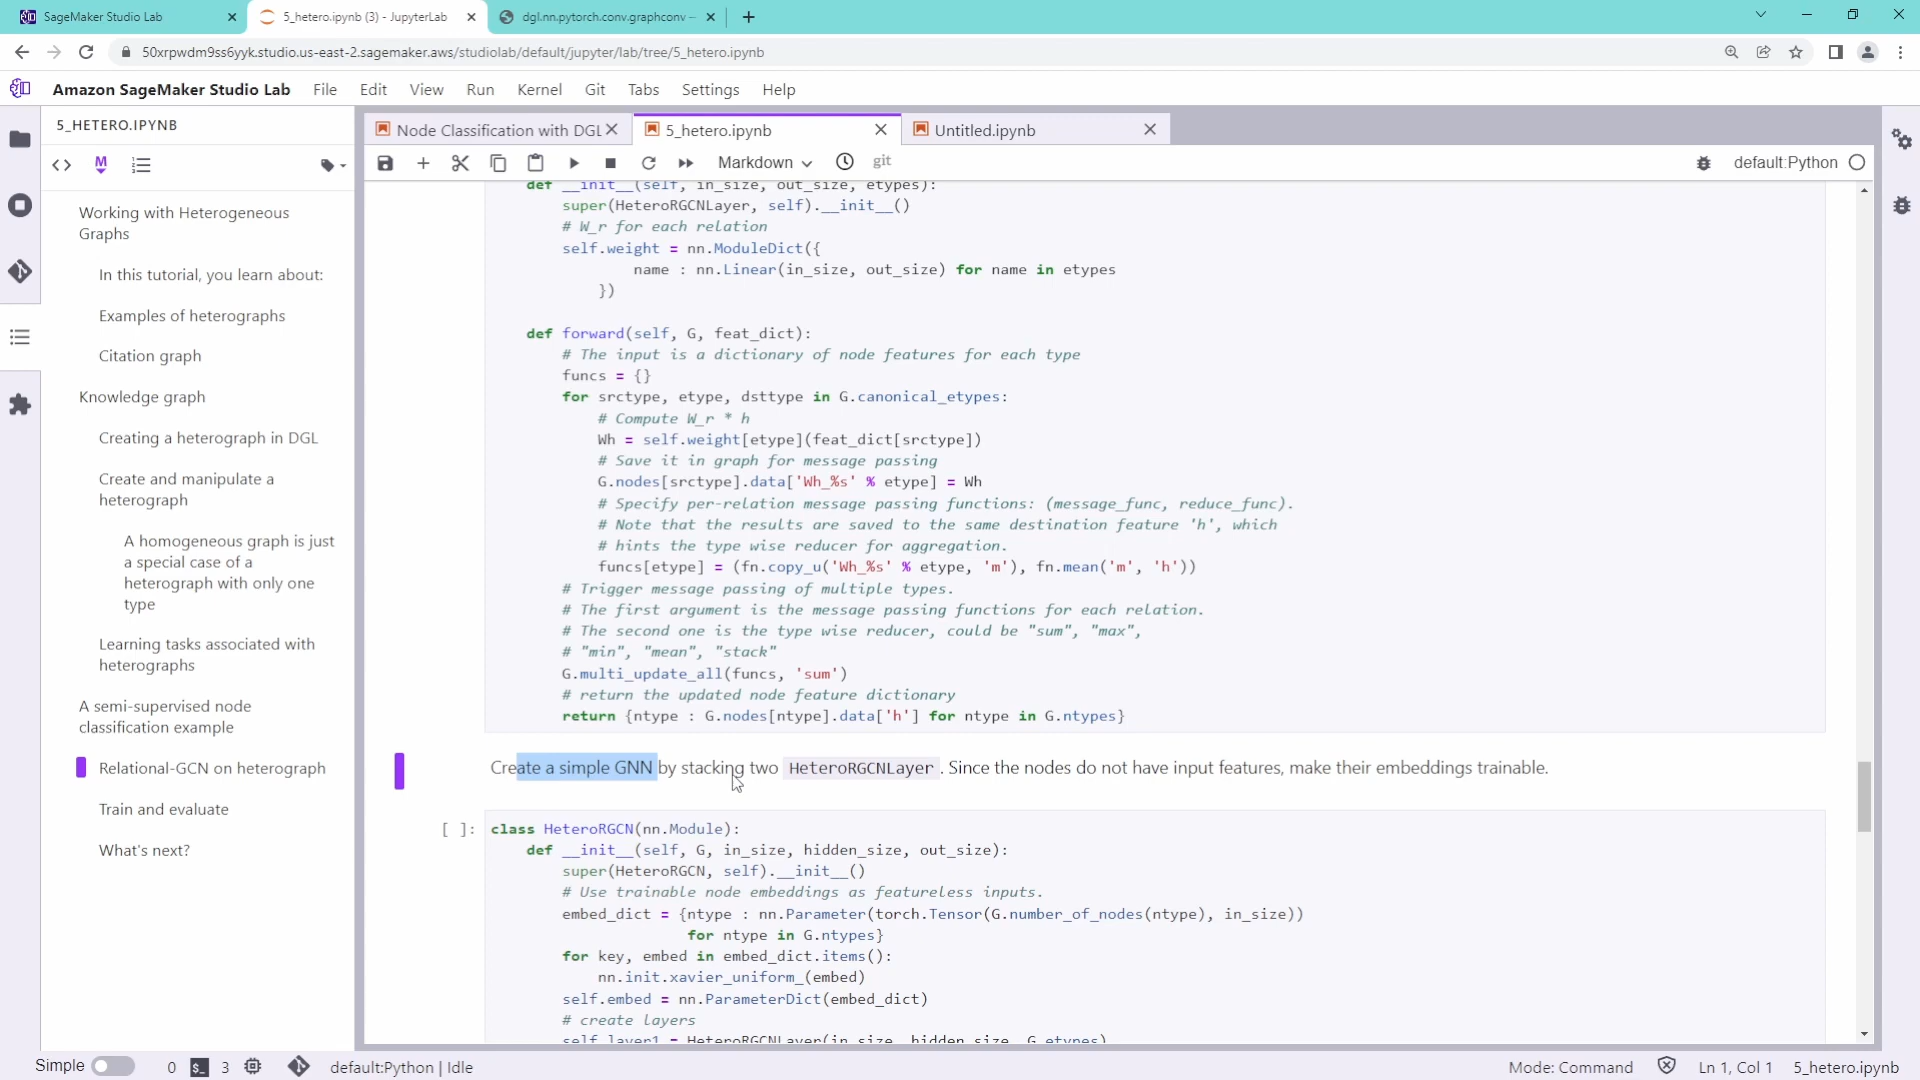 SageMaker Studio Lab
5_hetero.ipynb (3) - JupyterLab
dgl.nn.pytorch.conv.graphconv —
50xrpwdm9ss6yyk.studio.us-east-2.sagemaker.aws/studiolab/default/jupyter/lab/tree/5_hetero.ipynb
Amazon SageMaker Studio Lab File Edit View Run Kernel Git Tabs Settings Help
5_HETERO.IPYNB
Node Classification with DGL
5_hetero.ipynb
Untitled.ipynb
Markdown
git
default:Python
Working with Heterogeneous
Graphs
In this tutorial, you learn about:
Examples of heterographs
Citation graph
Knowledge graph
Creating a heterograph in DGL
Create and manipulate a
heterograph
A homogeneous graph is just
a special case of a
heterograph with only one
type
Learning tasks associated with
heterographs
A semi-supervised node
classification example
Relational-GCN on heterograph
Train and evaluate
What's next?
def __init__(self, in_size, out_size, etypes):
super(HeteroRGCNLayer, self).__init__()
# W_r for each relation
self.weight = nn.ModuleDict({
name : nn.Linear(in_size, out_size) for name in etypes
})
def forward(self, G, feat_dict):
# The input is a dictionary of node features for each type
funcs = {}
for srctype, etype, dsttype in G.canonical_etypes:
# Compute W_r * h
Wh = self.weight[etype](feat_dict[srctype])
# Save it in graph for message passing
G.nodes[srctype].data['Wh_%s' % etype] = Wh
# Specify per-relation message passing functions: (message_func, reduce_func).
# Note that the results are saved to the same destination feature 'h', which
# hints the type wise reducer for aggregation.
funcs[etype] = (fn.copy_u('Wh_%s' % etype, 'm'), fn.mean('m', 'h'))
# Trigger message passing of multiple types.
# The first argument is the message passing functions for each relation.
# The second one is the type wise reducer, could be "sum", "max",
# "min", "mean", "stack"
G.multi_update_all(funcs, 'sum')
# return the updated node feature dictionary
return {ntype : G.nodes[ntype].data['h'] for ntype in G.ntypes}
Create a simple GNN by stacking two HeteroRGCNLayer . Since the nodes do not have input features, make their embeddings trainable.
[ ]: class HeteroRGCN(nn.Module):
def __init__(self, G, in_size, hidden_size, out_size):
super(HeteroRGCN, self).__init__()
# Use trainable node embeddings as featureless inputs.
embed_dict = {ntype : nn.Parameter(torch.Tensor(G.number_of_nodes(ntype), in_size))
for ntype in G.ntypes}
for key, embed in embed_dict.items():
nn.init.xavier_uniform_(embed)
self.embed = nn.ParameterDict(embed_dict)
# create layers
self.layer1 = HeteroRGCNLayer(in_size, hidden_size, G.etypes)
Simple 0 $_ 3 default:Python | Idle Mode: Command Ln 1, Col 1 5_hetero.ipynb